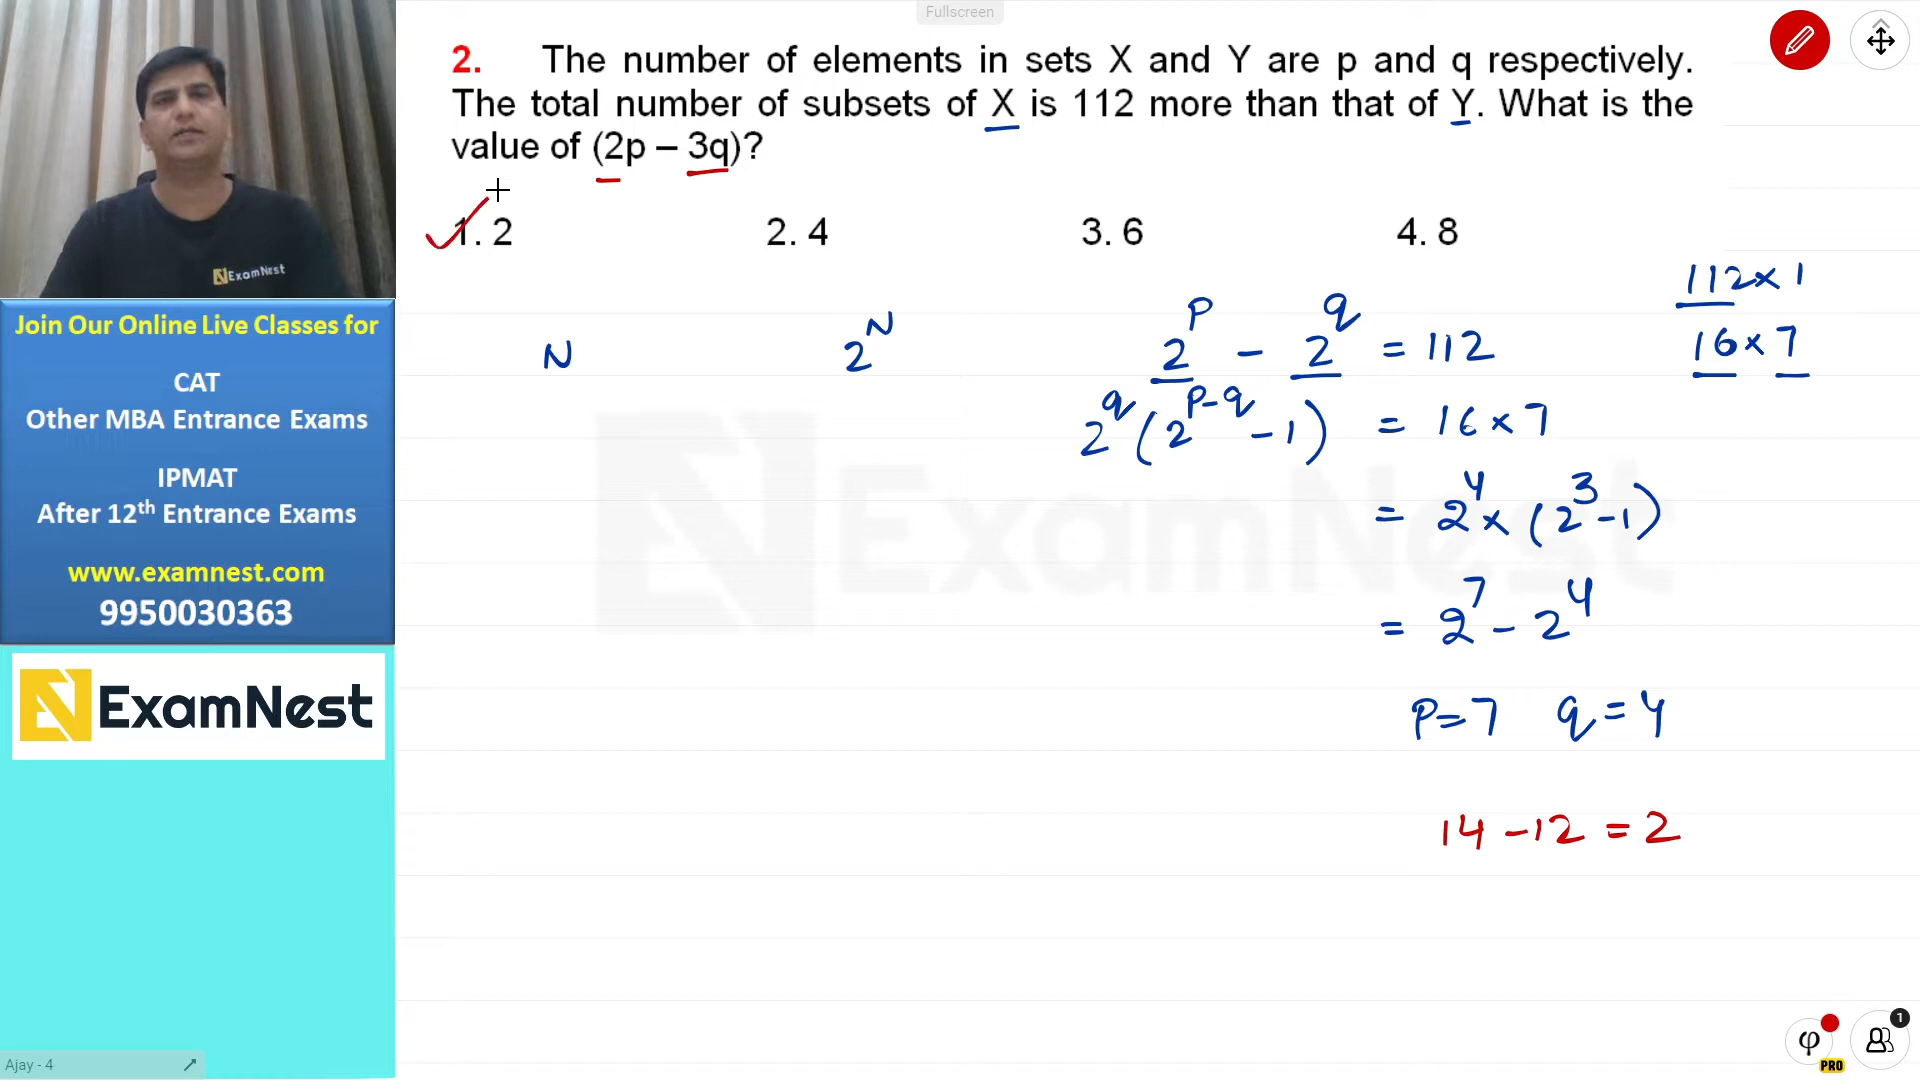 Fullscreen
2. The number of elements in sets X and Y are p and q respectively.
The total number of subsets of X is 112 more than that of Y. What is the
value of (2p – 3q)?
1. 2 2. 4 3. 6 4. 8
ExamNest
Join Our Online Live Classes for
CAT
Other MBA Entrance Exams
IPMAT
After 12th Entrance Exams
www.examnest.com
9950030363
ExamNest
N 2^N 2^p - 2^q = 112
112 x 1
16 x 7
2^q (2^p-q - 1) = 16 x 7
= 2^4 x (2^3 - 1)
= 2^7 - 2^4
p=7 q=4
14 - 12 = 2
ExamNest
Ajay - 4
φ
PRO
1